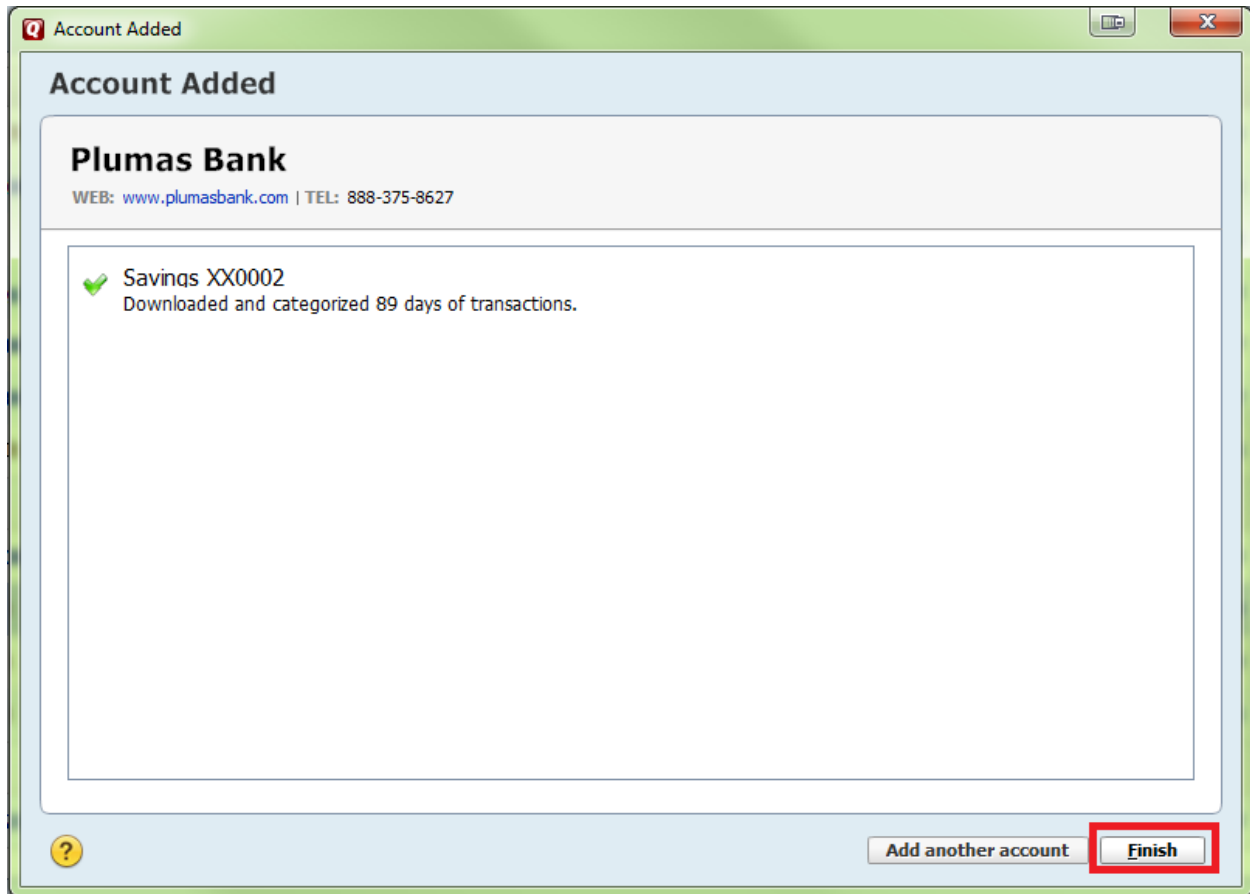 Account Added
Account Added
Plumas Bank
WEB: www.plumasbank.com | TEL: 888-375-8627
Savings XX0002
Downloaded and categorized 89 days of transactions.
?
Add another account
Finish